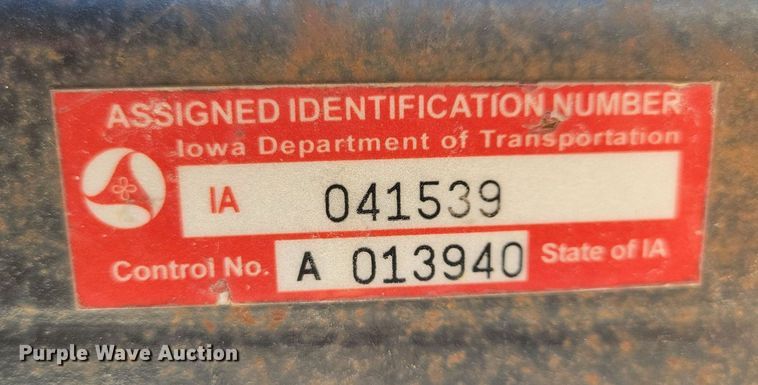 ASSIGNED IDENTIFICATION NUMBER
Iowa Department of Transportation
IA 041539
Control No. A 013940 State of IA
Purple Wave Auction